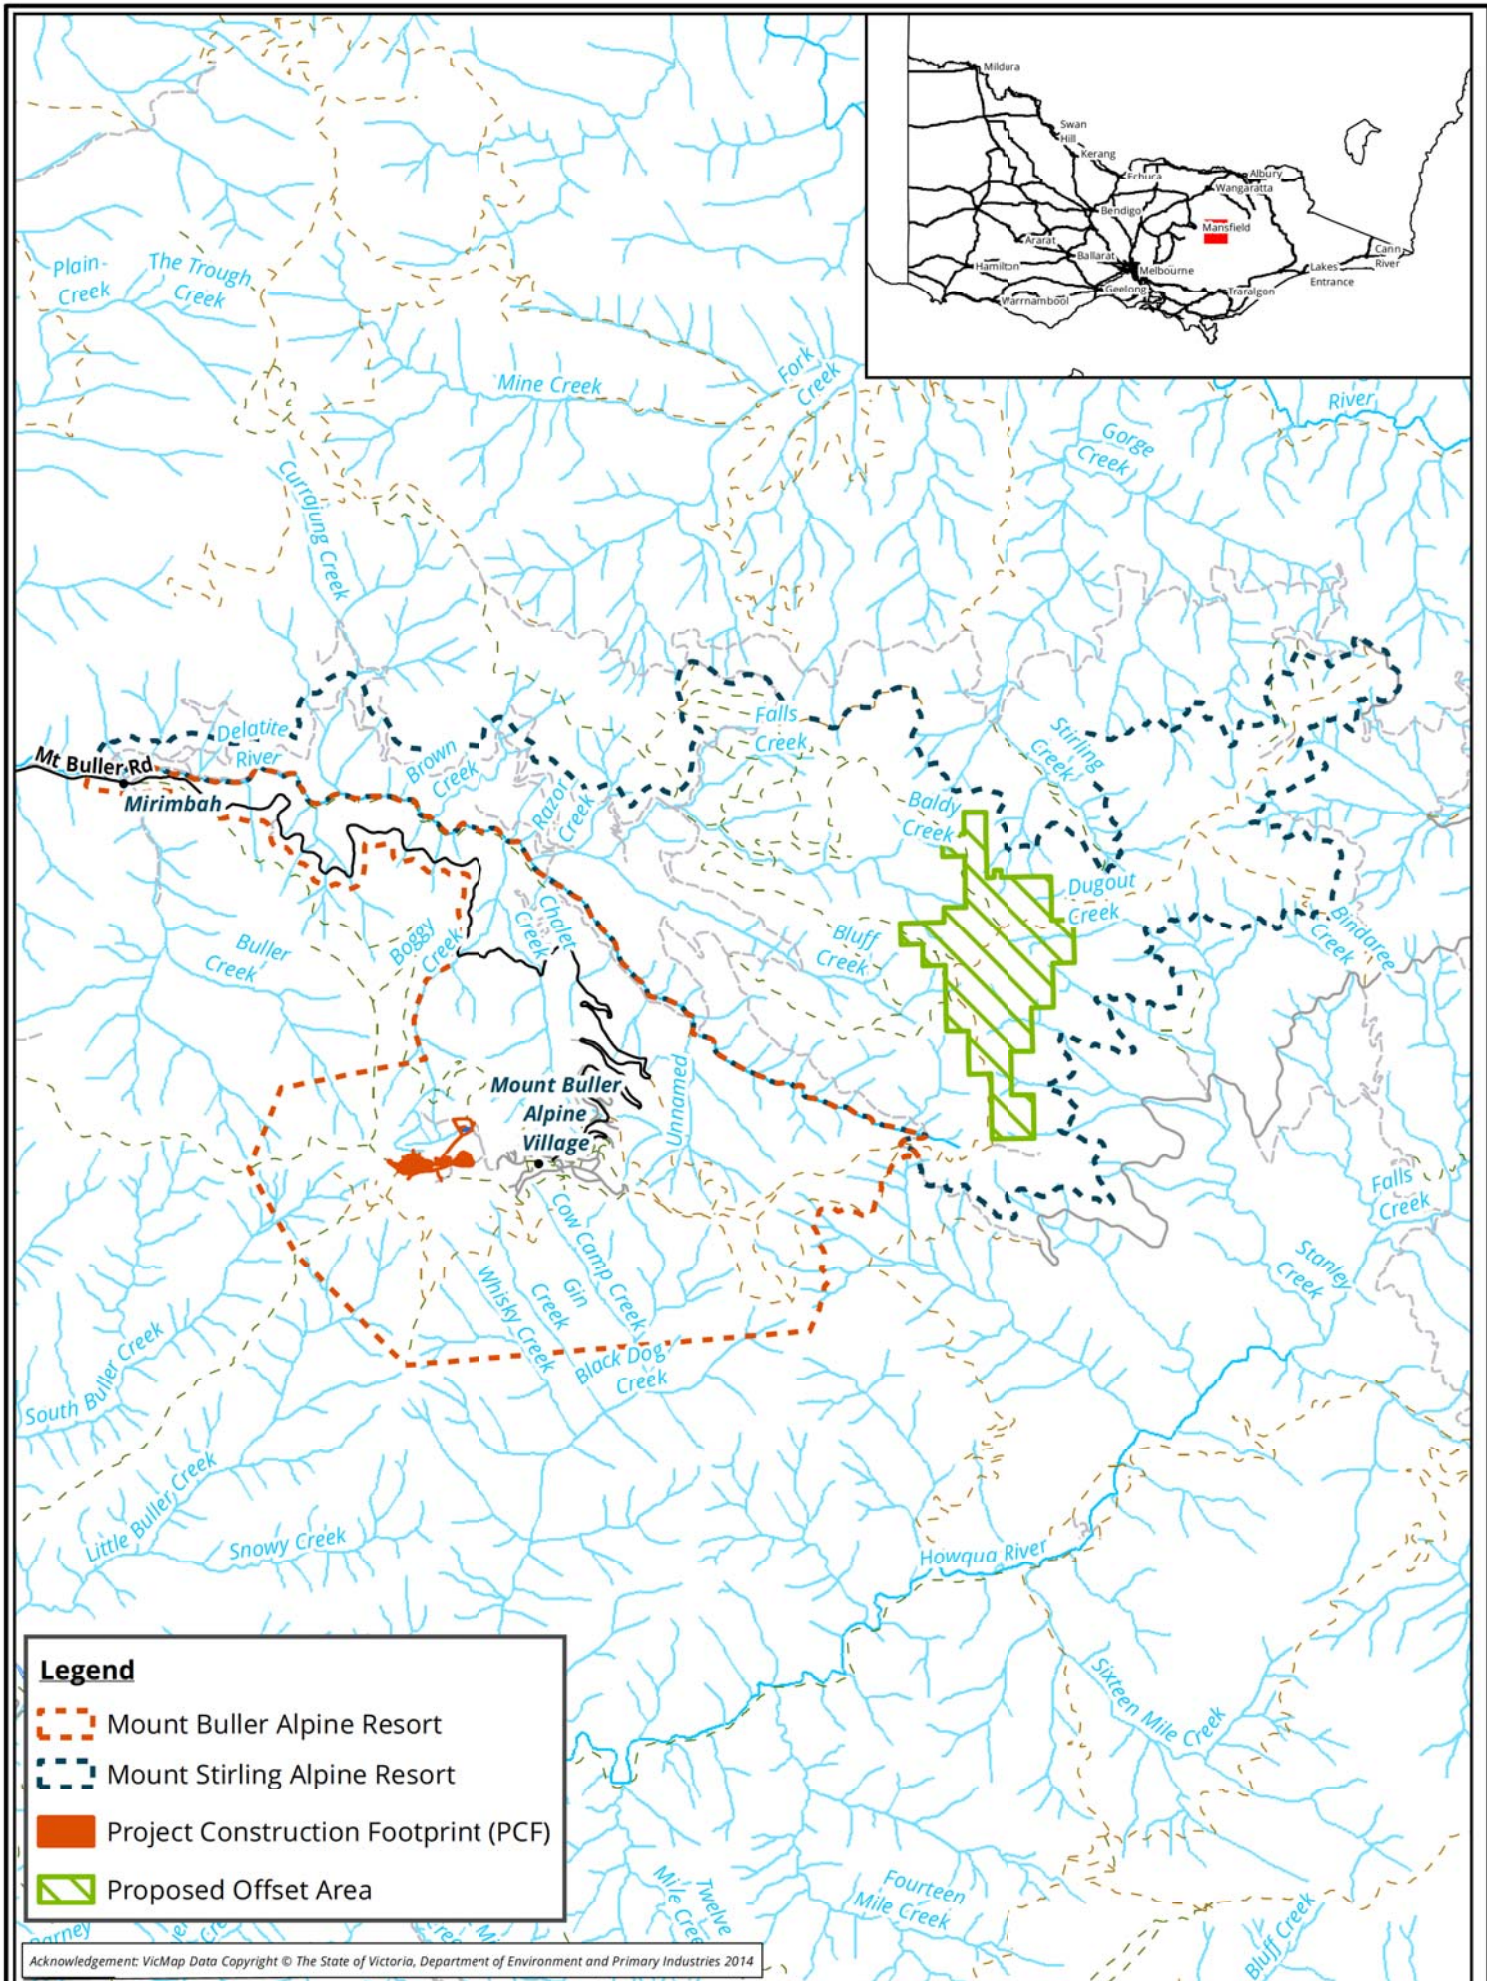 Mildura
Swan
Hill
Kerang
Echuca
Albury
Wangaratta
Bendigo
Mansfield
Ararat
Ballarat
Cann
River
Hamilton
Melbourne
Lakes
Entrance
Geelong
Traralgon
Warrnambool
Plain
Creek
The Trough
Creek
Mine Creek
Fork
Creek
River
Gorge
Creek
Currajung Creek
Delatite
River
Falls
Creek
Stirling
Creek
Mt Buller Rd
Mirimbah
Brown
Creek
Razor
Creek
Baldy
Creek
Dugout
Creek
Chalet
Creek
Boggy
Creek
Buller
Creek
Bluff
Creek
Bindaree
Creek
Mount Buller
Alpine
Village
Unnamed
Falls
Creek
Cow Camp Creek
Gin
Creek
Whisky Creek
Black Dog
Creek
Stanley
Creek
South Buller Creek
Little Buller Creek
Snowy Creek
Howqua River
Sixteen Mile Creek
Twelve
Mile Cree
Fourteen
Mile Creek
Bluff Creek
Legend
Mount Buller Alpine Resort
Mount Stirling Alpine Resort
Project Construction Footprint (PCF)
Proposed Offset Area
Acknowledgement: VicMap Data Copyright © The State of Victoria, Department of Environment and Primary Industries 2014